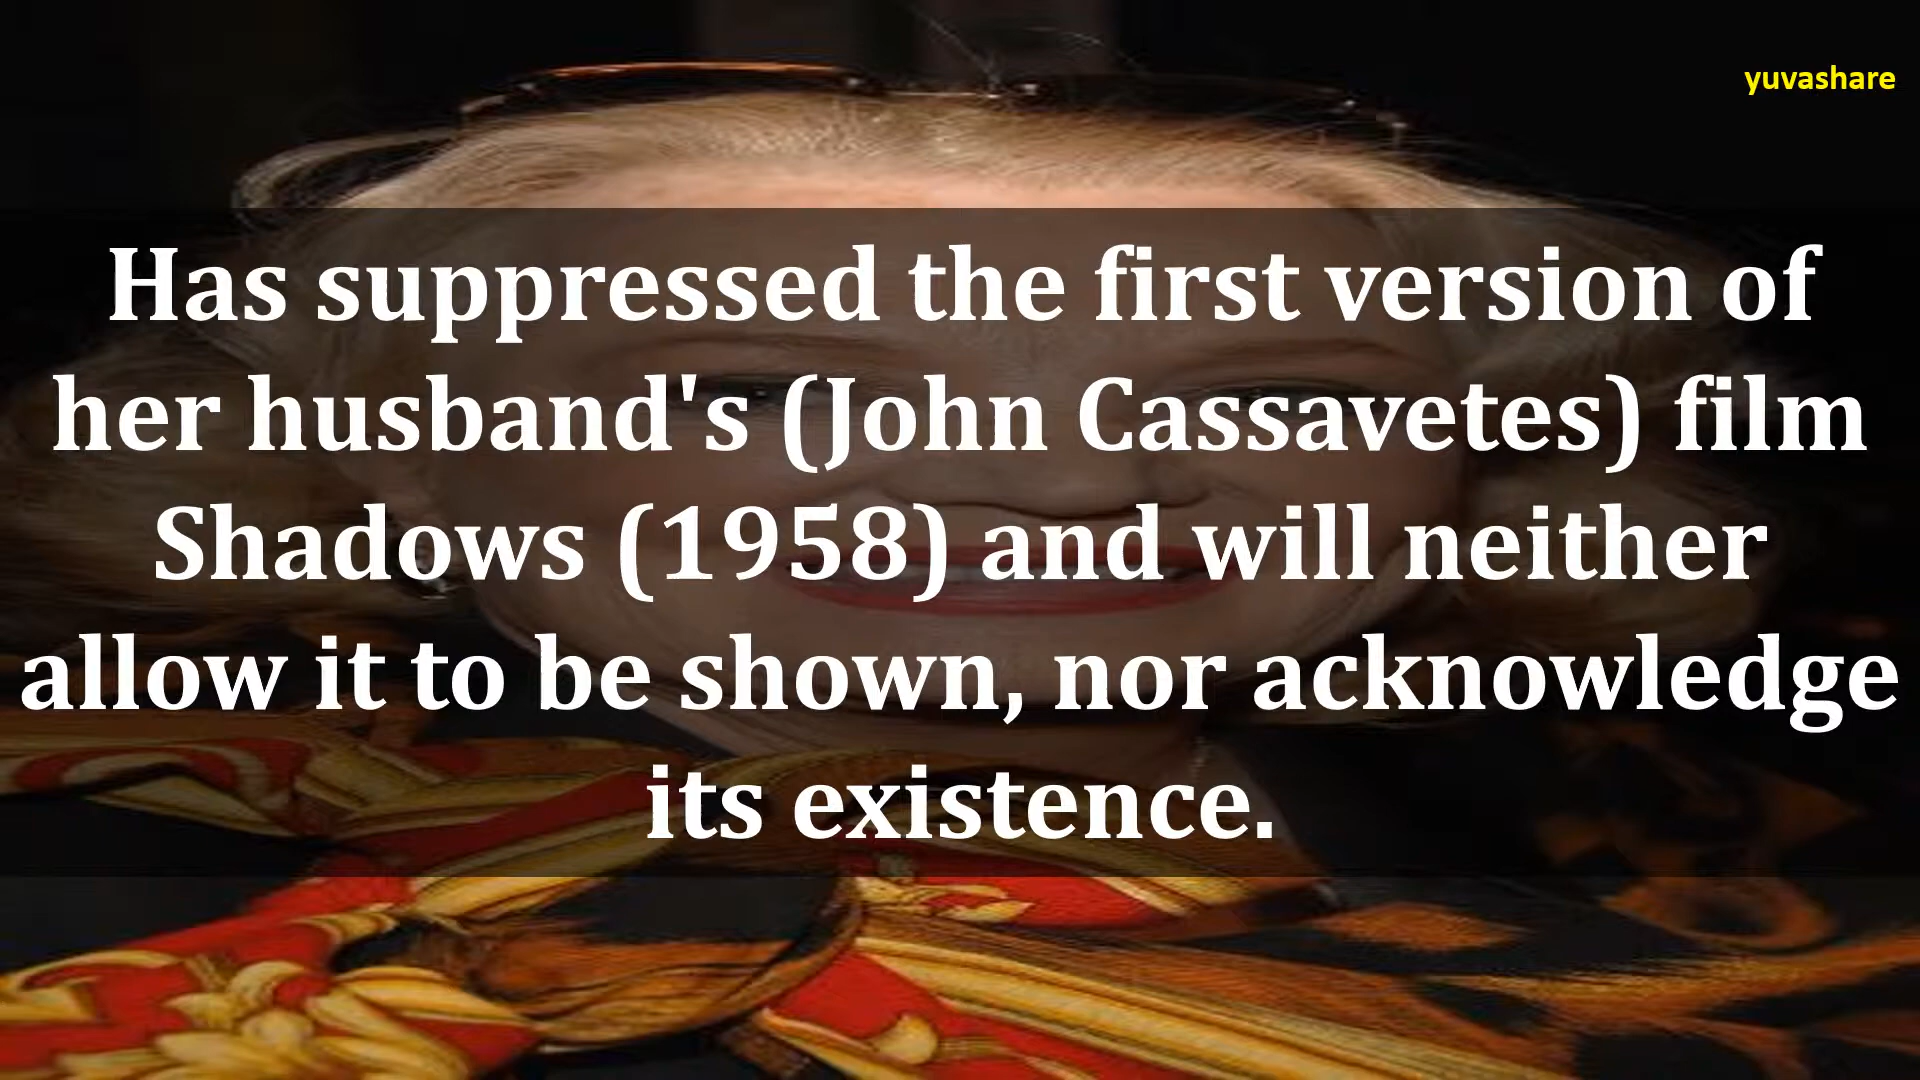 yuvashare
Has suppressed the first version of
her husband's (John Cassavetes) film
Shadows (1958) and will neither
allow it to be shown, nor acknowledge
its existence.